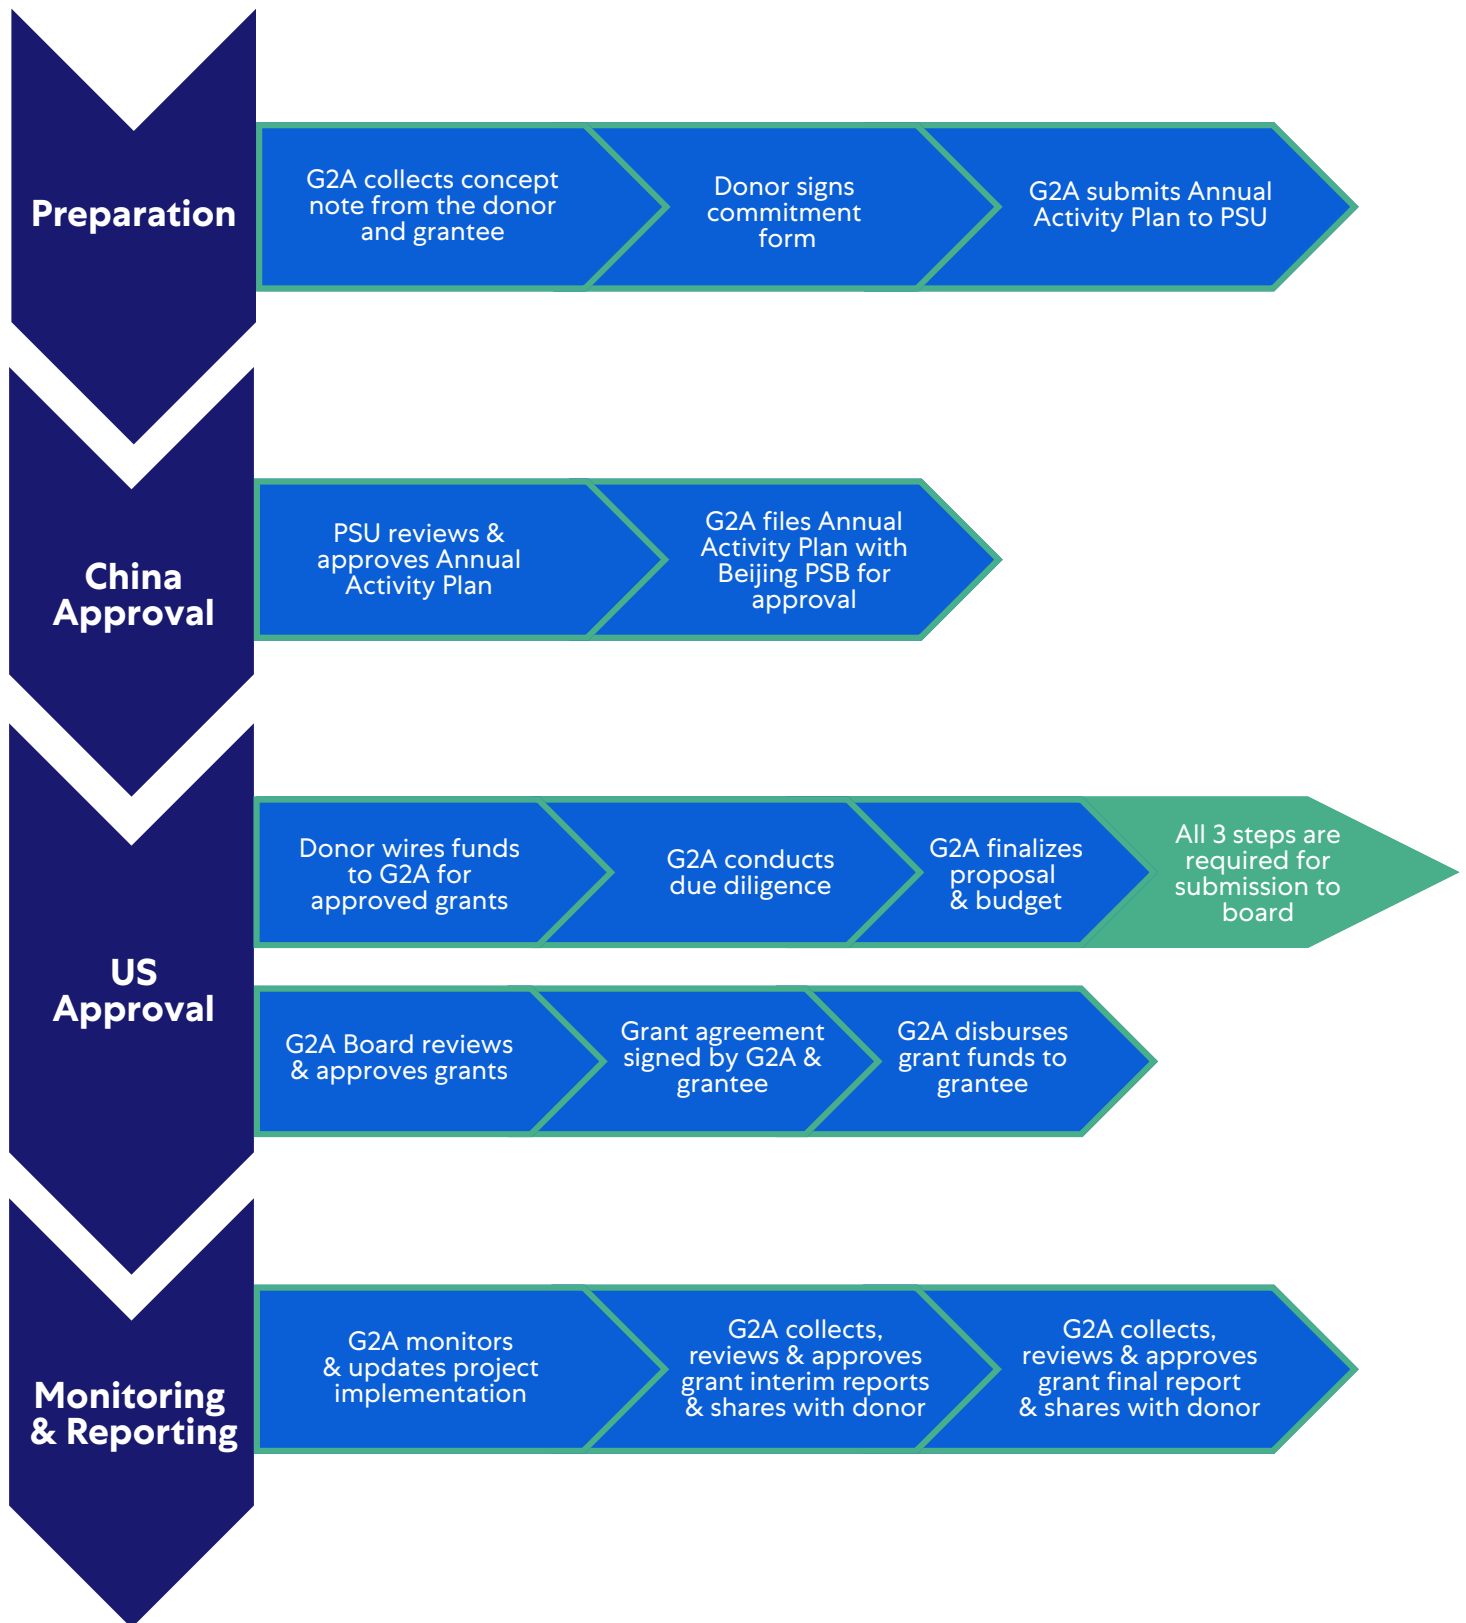 Preparation
G2A collects concept
note from the donor
and grantee
Donor signs
commitment
form
G2A submits Annual
Activity Plan to PSU
China
Approval
PSU reviews &
approves Annual
Activity Plan
G2A files Annual
Activity Plan with
Beijing PSB for
approval
US
Approval
Donor wires funds
to G2A for
approved grants
G2A conducts
due diligence
G2A finalizes
proposal
& budget
All 3 steps are
required for
submission to
board
G2A Board reviews
& approves grants
Grant agreement
signed by G2A &
grantee
G2A disburses
grant funds to
grantee
Monitoring
& Reporting
G2A monitors
& updates project
implementation
G2A collects,
reviews & approves
grant interim reports
& shares with donor
G2A collects,
reviews & approves
grant final report
& shares with donor